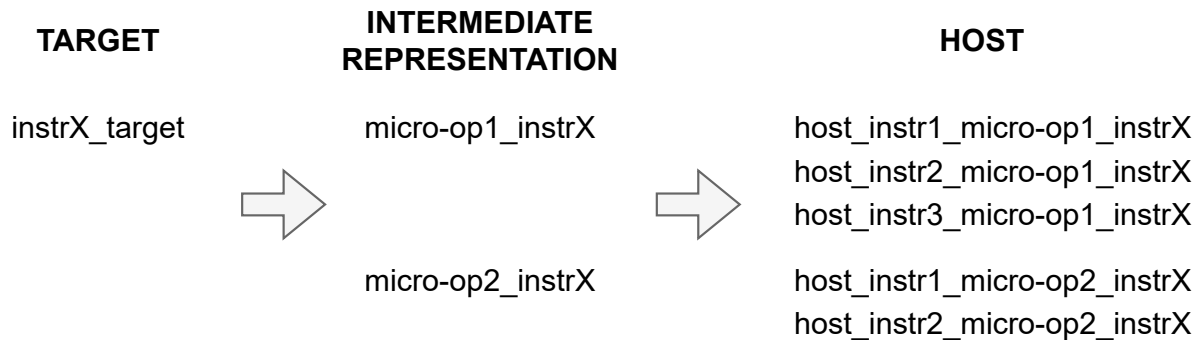 TARGET
INTERMEDIATE
REPRESENTATION
HOST
instrX_target
micro-op1_instrX
host_instr1_micro-op1_instrX
host_instr2_micro-op1_instrX
host_instr3_micro-op1_instrX
micro-op2_instrX
host_instr1_micro-op2_instrX
host_instr2_micro-op2_instrX